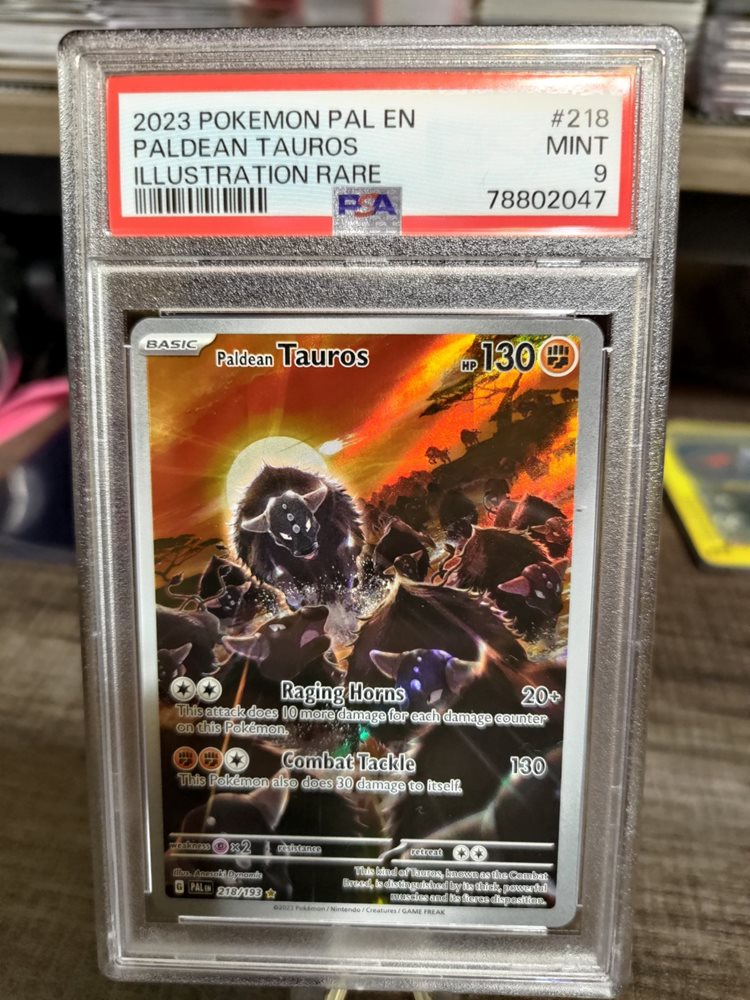 2023 POKEMON PAL EN #218
PALDEAN TAUROS MINT
ILLUSTRATION RARE 9
PSA 78802047
BASIC Paldean Tauros HP 130
Raging Horns 20+
This attack does 10 more damage for each damage counter
on this Pokémon.
Combat Tackle 130
This Pokémon also does 30 damage to itself.
weakness x2 resistance retreat
Illus. Anesaki Dynamic
This kind of Tauros, known as the Combat
Breed, is distinguished by its thick, powerful
muscles and its fierce disposition.
G PAL EN 218/193
©2023 Pokémon / Nintendo / Creatures / GAME FREAK